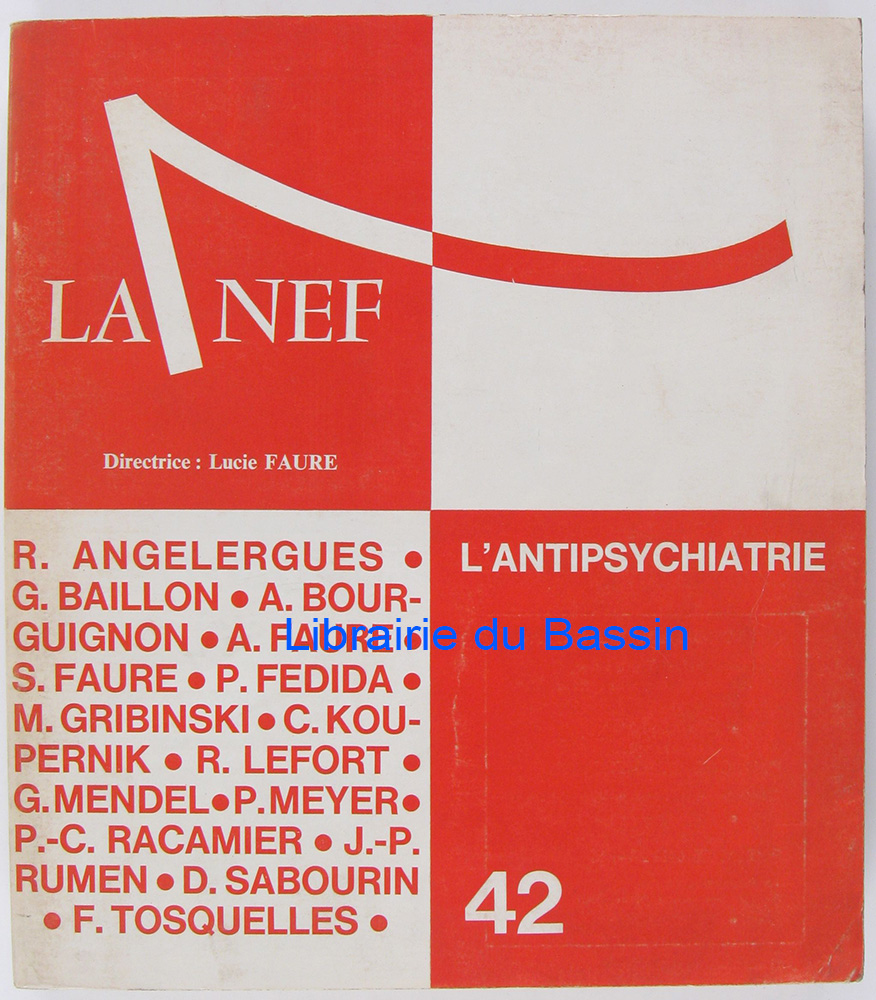 LA NEF
Directrice : Lucie FAURE
R. ANGELERGUES •
G. BAILLON • A. BOUR-
GUIGNON • A. FAURE •
S. FAURE • P. FEDIDA •
M. GRIBINSKI • C. KOU-
PERNIK • R. LEFORT •
G. MENDEL • P. MEYER •
P.-C. RACAMIER • J.-P.
RUMEN • D. SABOURIN
• F. TOSQUELLES •
L'ANTIPSYCHIATRIE
42
Librairie du Bassin